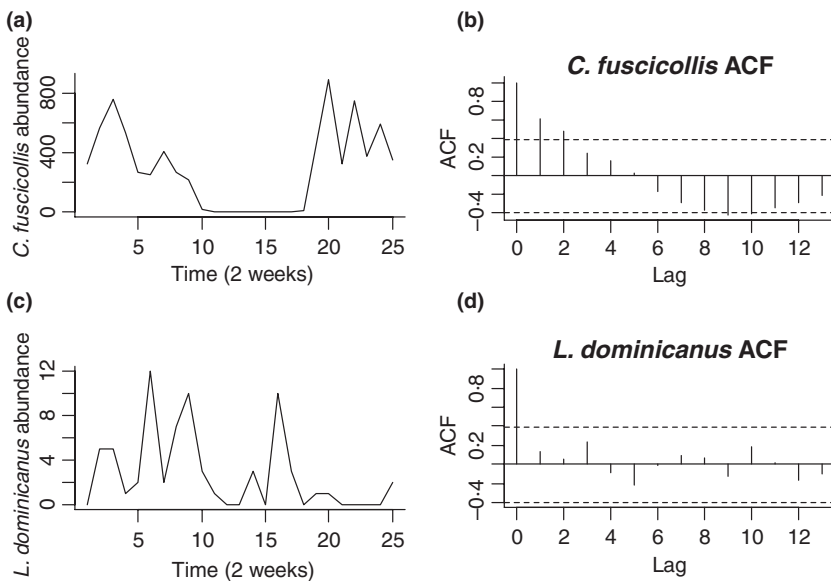 (a)
C. fuscicollis abundance
800
400
0
5 10 15 20 25
Time (2 weeks)
(b)
C. fuscicollis ACF
ACF
0·8
0·2
−0·4
0 2 4 6 8 10 12
Lag
(c)
L. dominicanus abundance
12
8
4
0
5 10 15 20 25
Time (2 weeks)
(d)
L. dominicanus ACF
ACF
0·8
0·2
−0·4
0 2 4 6 8 10 12
Lag